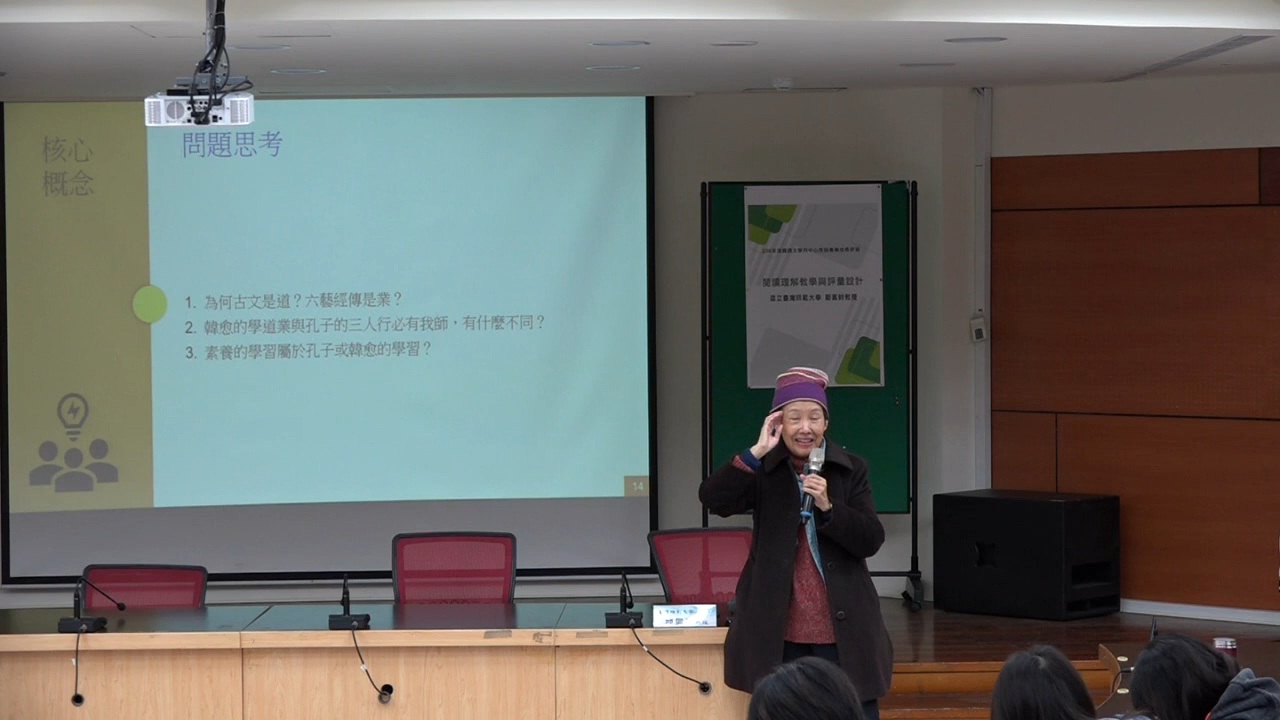 核心
概念
問題思考
1. 為何古文是道？六藝經傳是業？
2. 韓愈的學道業與孔子的三人行必有我師，有什麼不同？
3. 素養的學習屬於孔子或韓愈的學習？
14
閱讀理解教學與評量設計